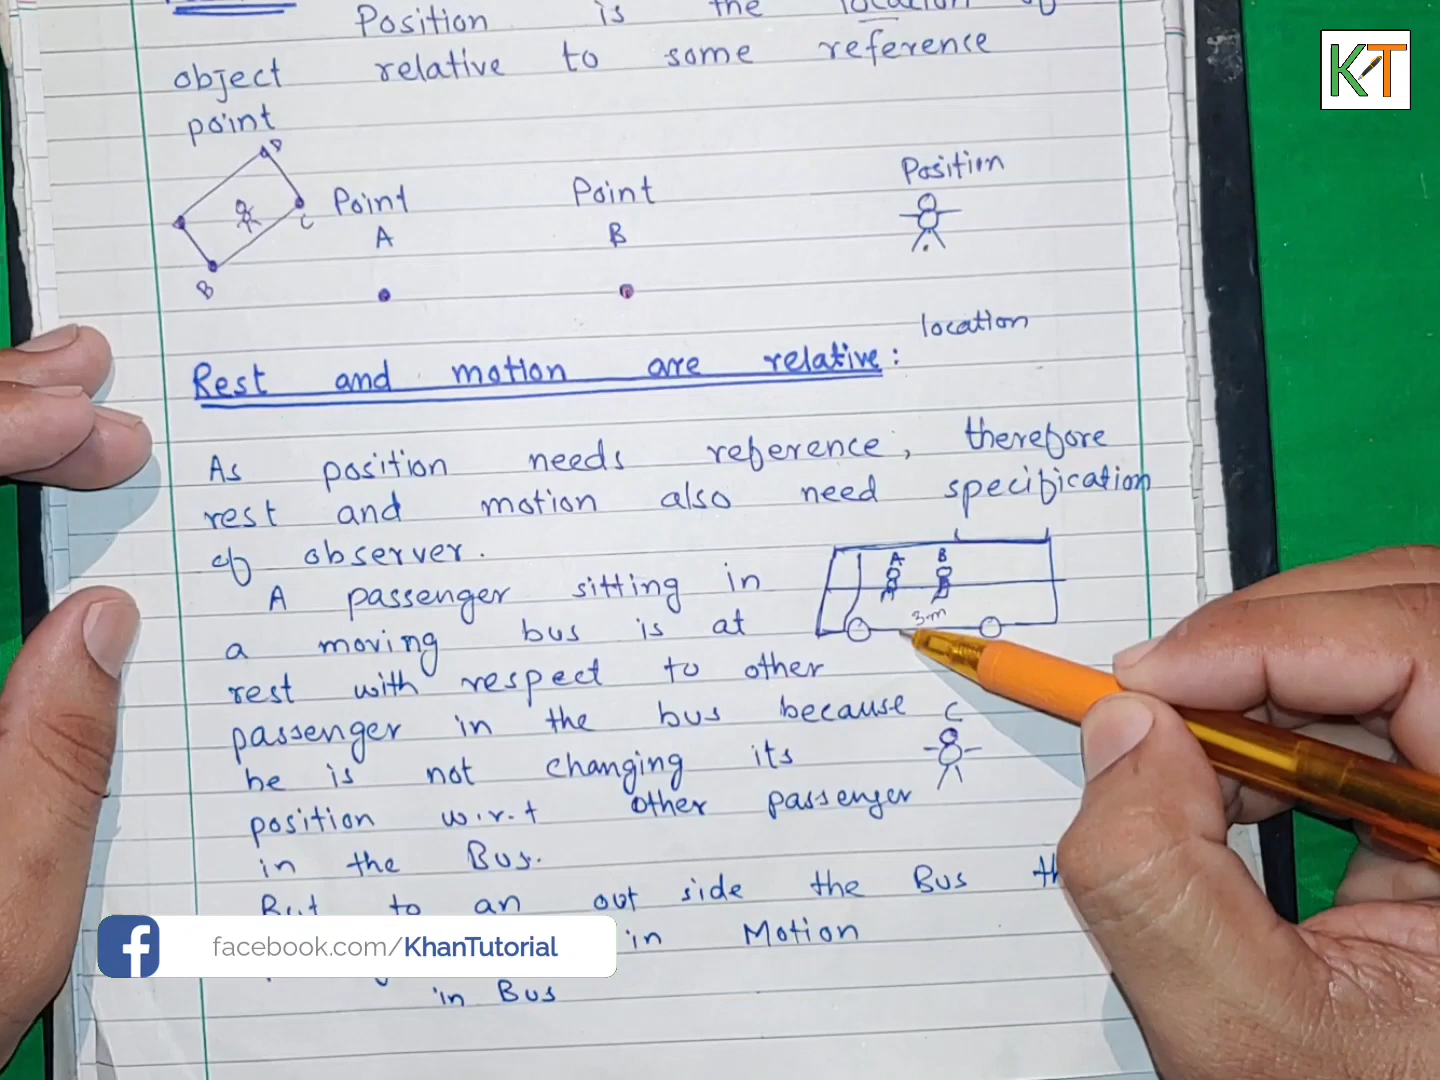 Position is the location
object relative to some reference
point
Position
Point Point
A B
C
B
location
Rest and motion are relative:
As position needs reference, therefore
rest and motion also need specification
of observer.
A passenger sitting in
a moving bus is at
rest with respect to other
passenger in the bus because
he is not changing its
position w.r.t other passenger
in the Bus.
But to an out side the Bus
in Motion
in Bus
A B
3m
C
KT
facebook.com/KhanTutorial